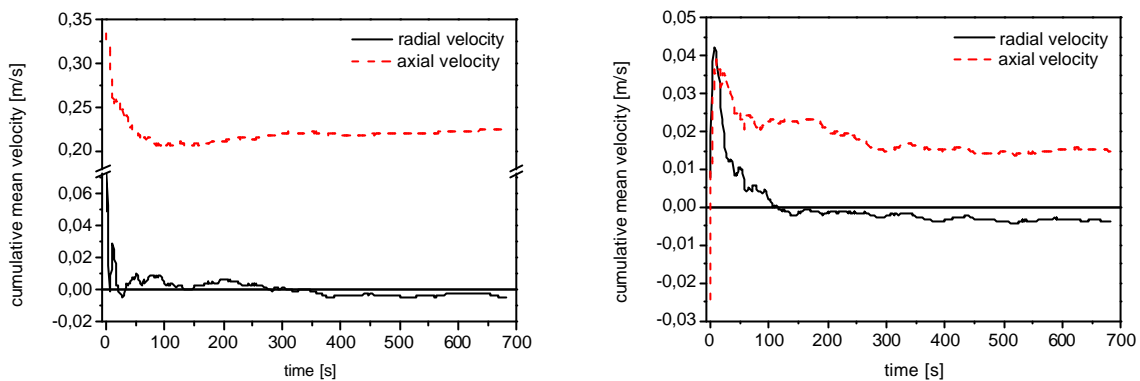 0,35
0,30
0,25
0,20
0,06
0,04
0,02
0,00
-0,02
cumulative mean velocity [m/s]
radial velocity
axial velocity
0 100 200 300 400 500 600 700
time [s]
0,05
0,04
0,03
0,02
0,01
0,00
-0,01
-0,02
-0,03
cumulative mean velocity [m/s]
radial velocity
axial velocity
0 100 200 300 400 500 600 700
time [s]